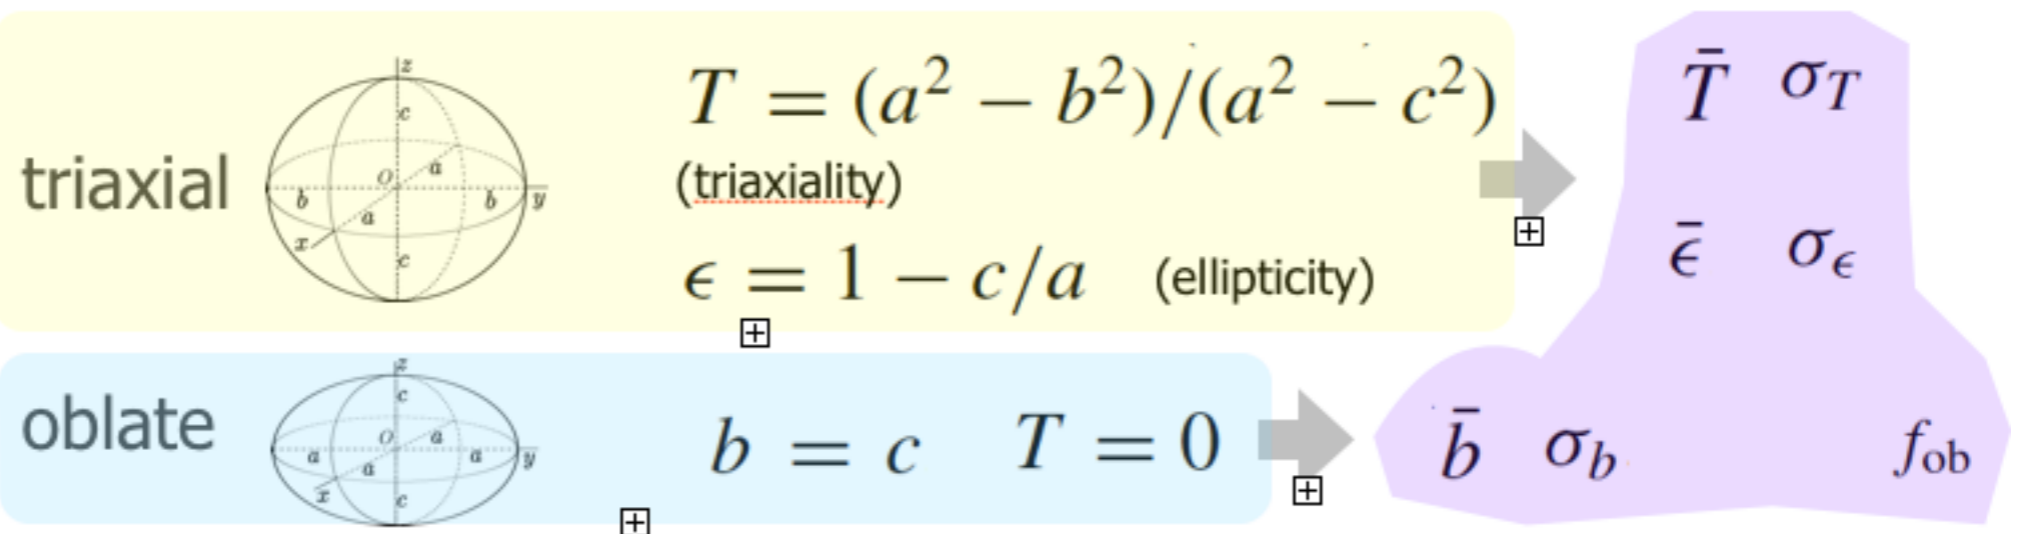 triaxial
z
c
O
a
b
b
y
a
x
c
T = (a² − b²)/(a² − c²)
(triaxiality)
ϵ = 1 − c/a (ellipticity)
T̄ σ_T
ϵ̄ σ_ϵ
oblate
z
c
O
a
a
a
y
a
x
c
b = c T = 0
b̄ σ_b f_ob